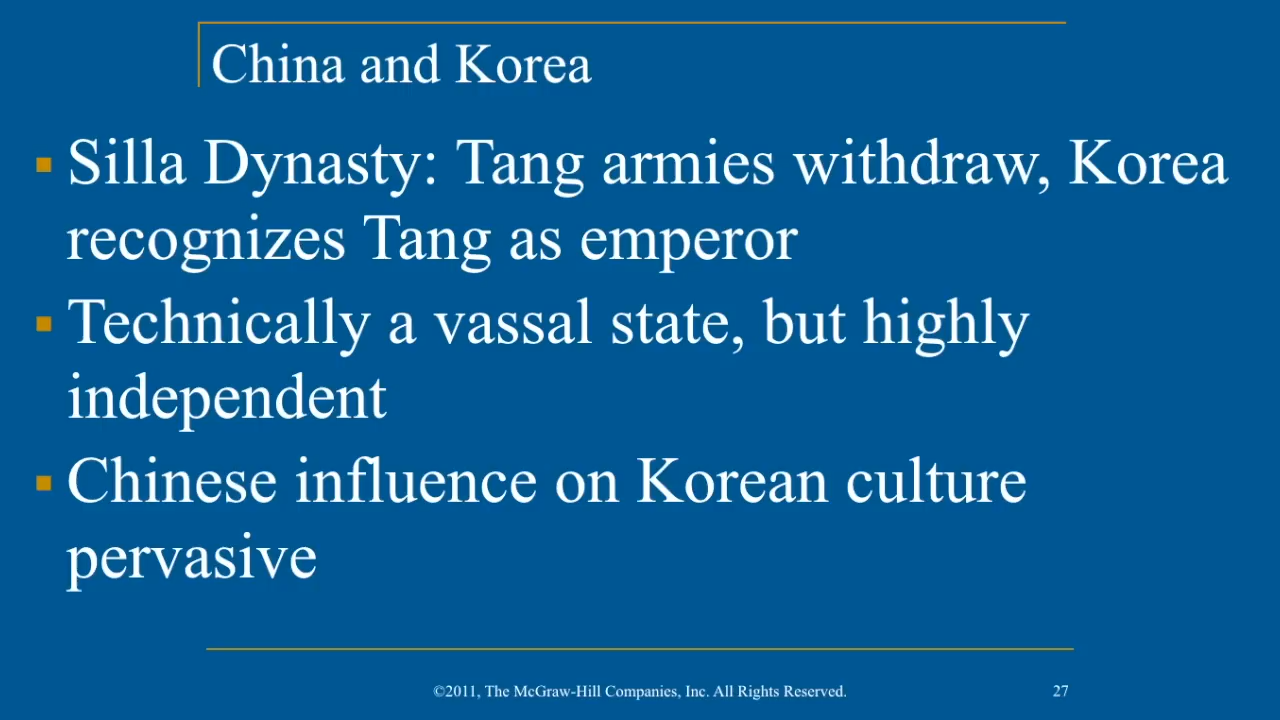 China and Korea
▪ Silla Dynasty: Tang armies withdraw, Korea
recognizes Tang as emperor
▪ Technically a vassal state, but highly
independent
▪ Chinese influence on Korean culture
pervasive
©2011, The McGraw-Hill Companies, Inc. All Rights Reserved.
27